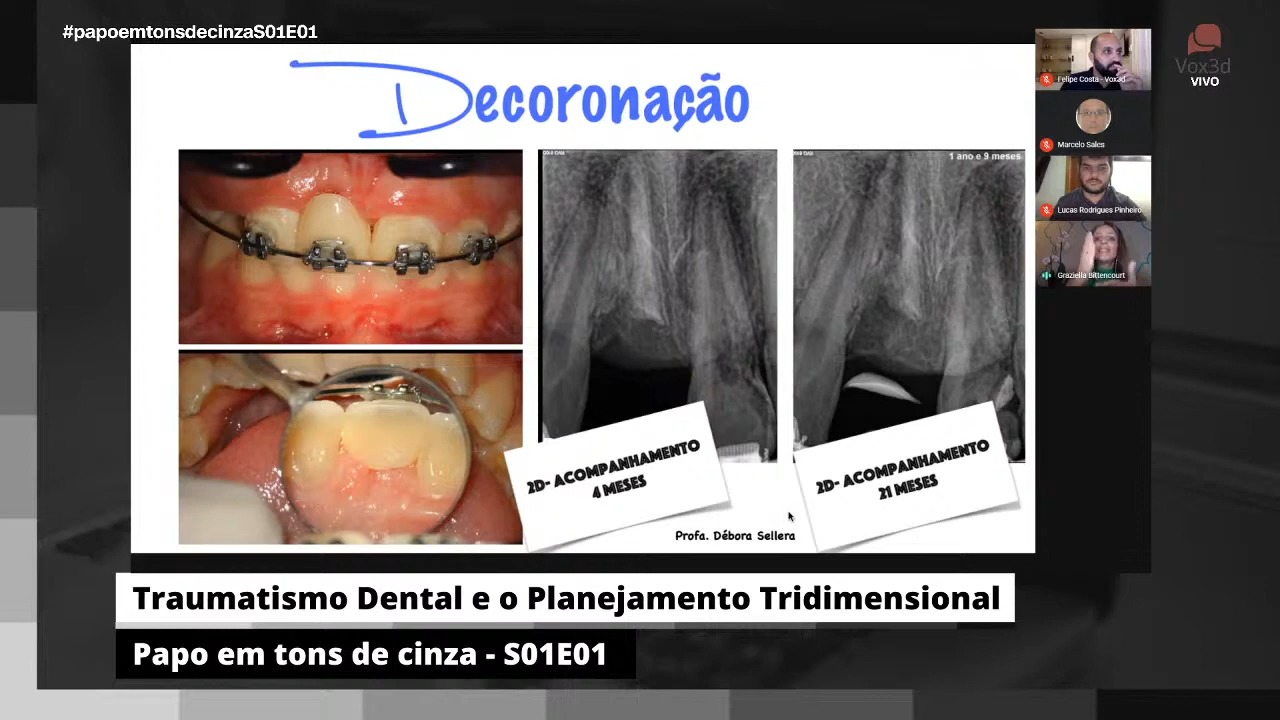 #papoemtonsdecinzaS01E01
Decoronação
1 ano e 9 meses
2D- ACOMPANHAMENTO
4 MESES
2D- ACOMPANHAMENTO
21 MESES
Profa. Débora Sellera
Felipe Costa - Vox3d
Marcelo Sales
Lucas Rodrigues Pinheiro
Graziella Bittencourt
Vox3d
VIVO
Traumatismo Dental e o Planejamento Tridimensional
Papo em tons de cinza - S01E01